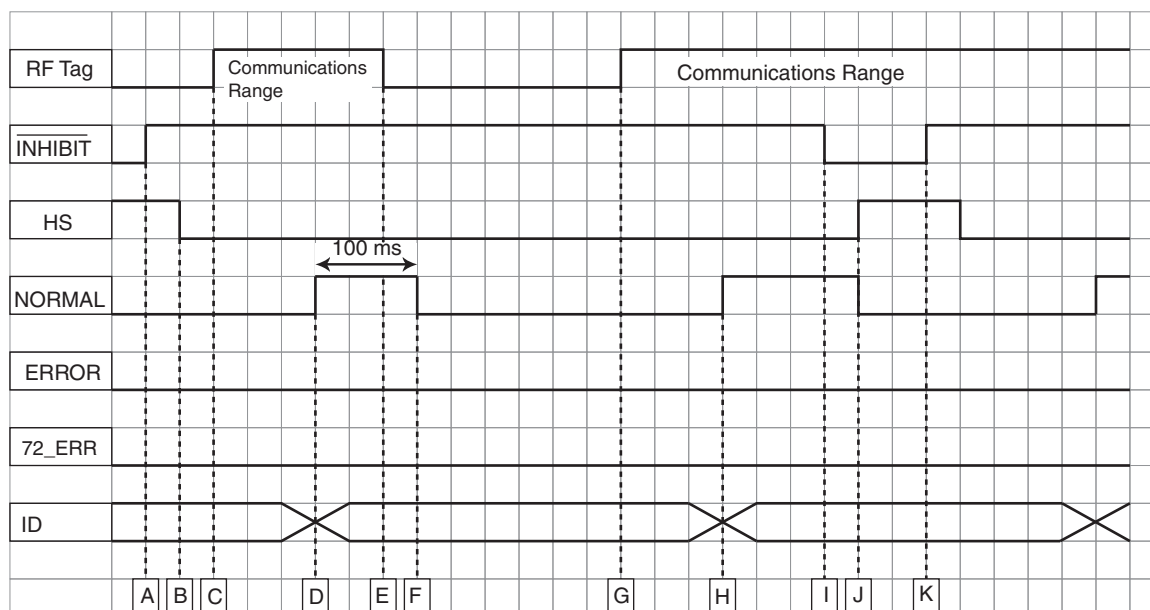 RF Tag
Communications
Range
Communications Range
INHIBIT
HS
100 ms
NORMAL
ERROR
72_ERR
ID
A B C D E F G H I J K